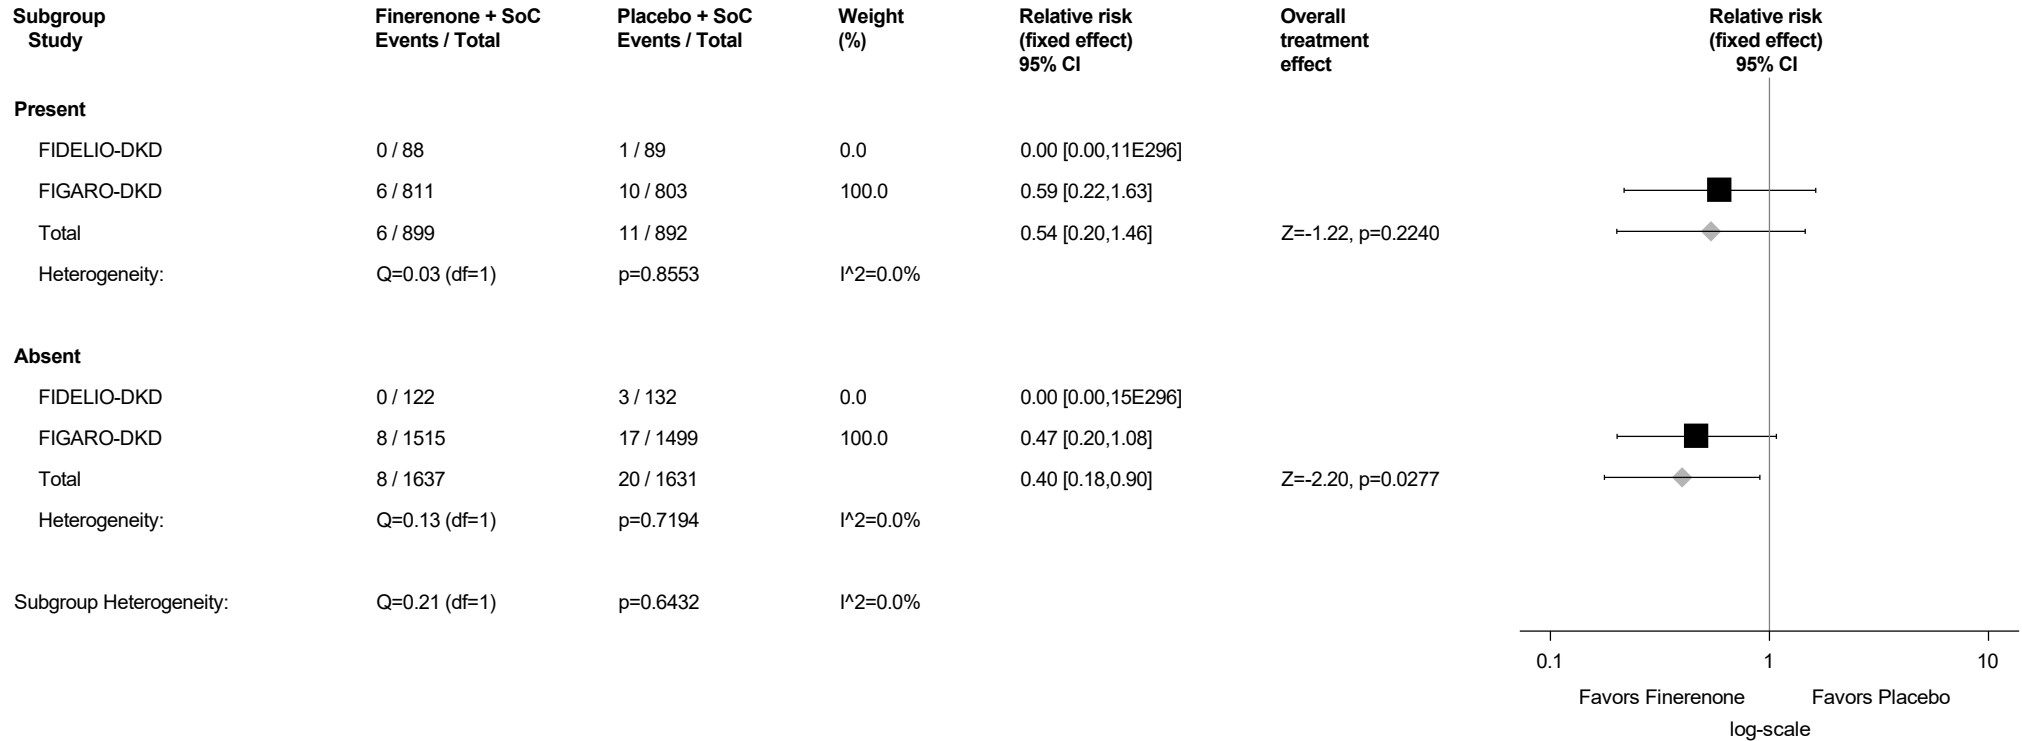 Subgroup Finerenone + SoC Placebo + SoC Weight Relative risk Overall Relative risk
Study Events / Total Events / Total (%) (fixed effect) treatment (fixed effect)
95% CI effect 95% CI
Present
FIDELIO-DKD 0 / 88 1 / 89 0.0 0.00 [0.00,11E296]
FIGARO-DKD 6 / 811 10 / 803 100.0 0.59 [0.22,1.63]
Total 6 / 899 11 / 892 0.54 [0.20,1.46] Z=-1.22, p=0.2240
Heterogeneity: Q=0.03 (df=1) p=0.8553 I^2=0.0%
Absent
FIDELIO-DKD 0 / 122 3 / 132 0.0 0.00 [0.00,15E296]
FIGARO-DKD 8 / 1515 17 / 1499 100.0 0.47 [0.20,1.08]
Total 8 / 1637 20 / 1631 0.40 [0.18,0.90] Z=-2.20, p=0.0277
Heterogeneity: Q=0.13 (df=1) p=0.7194 I^2=0.0%
Subgroup Heterogeneity: Q=0.21 (df=1) p=0.6432 I^2=0.0%
0.1 1 10
Favors Finerenone Favors Placebo
log-scale